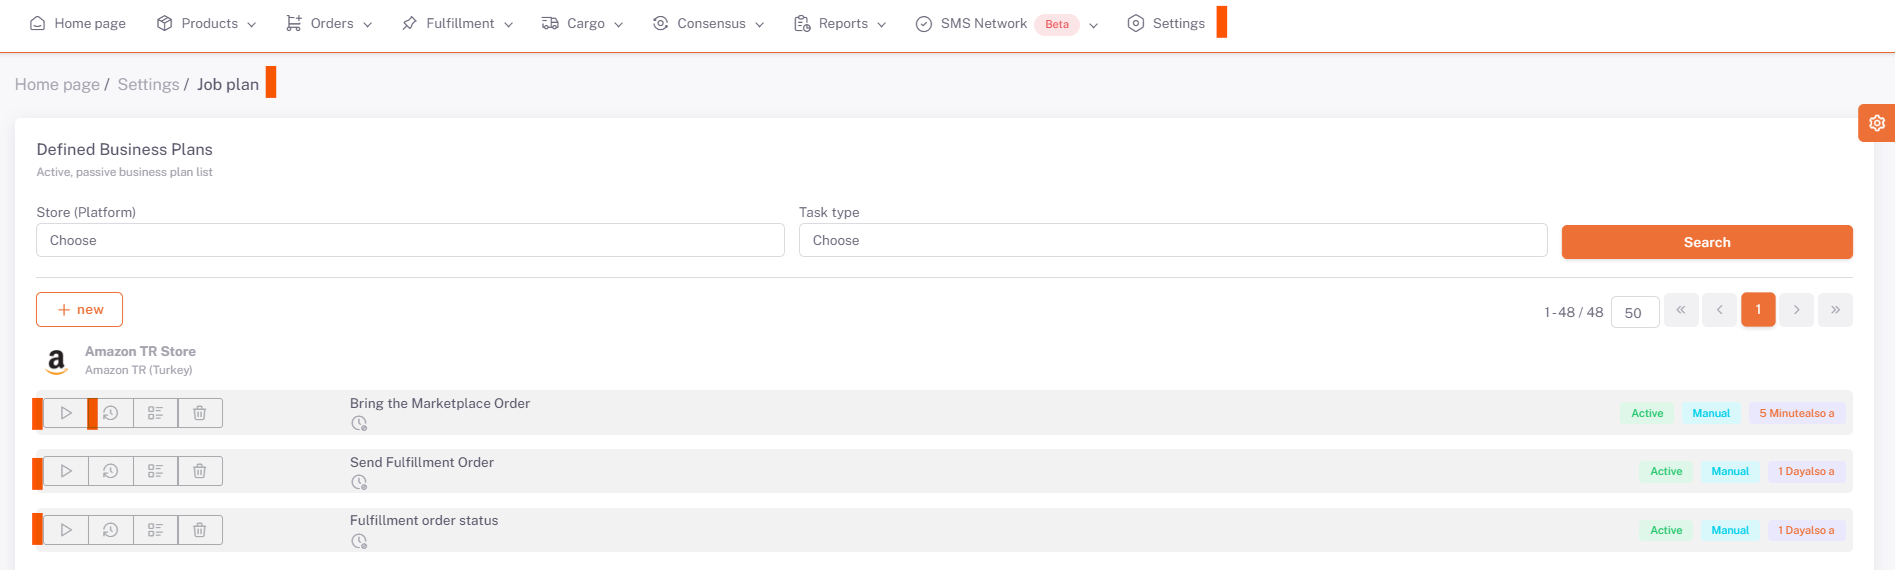 Home page Products Orders Fulfillment Cargo Consensus Reports SMS Network Beta Settings
Home page / Settings / Job plan
Defined Business Plans
Active, passive business plan list
Store (Platform) Task type
Choose Choose Search
+ new 1 - 48 / 48 50 « ‹ 1 › »
Amazon TR Store
Amazon TR (Turkey)
Bring the Marketplace Order Active Manual 5 Minutealso a
Send Fulfillment Order Active Manual 1 Dayalso a
Fulfillment order status Active Manual 1 Dayalso a